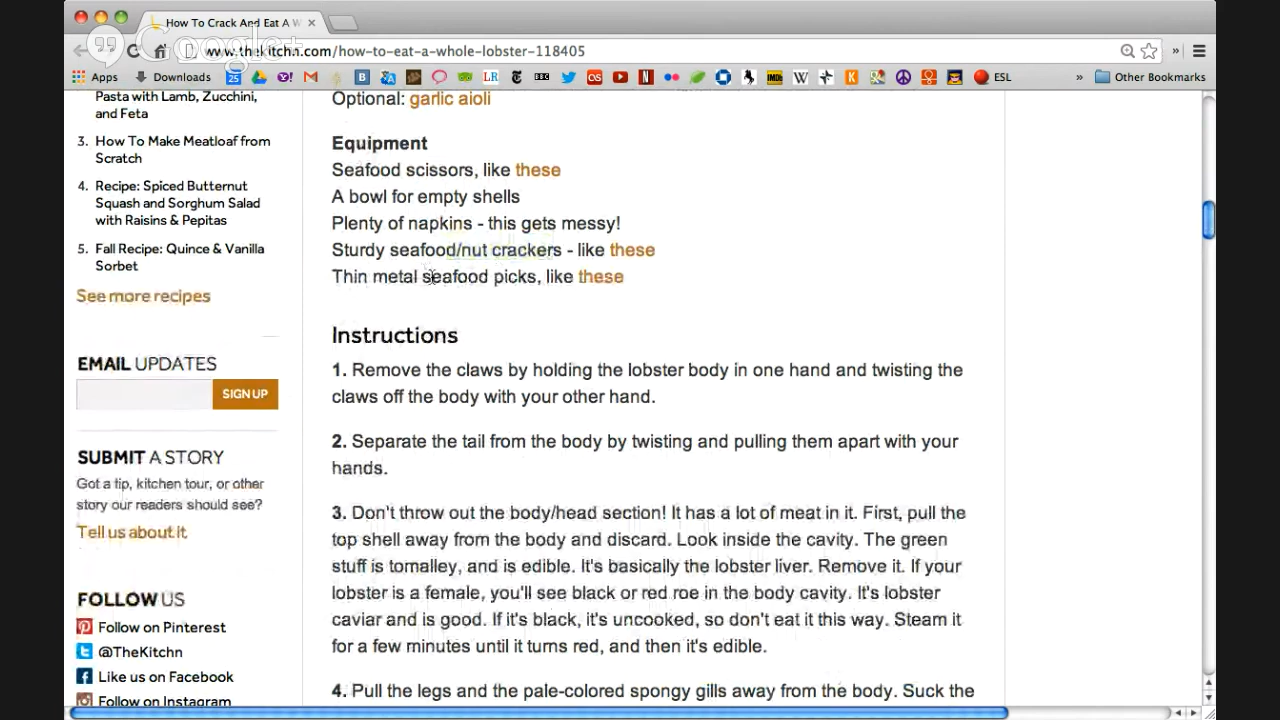 How To Crack And Eat A W
Google+
www.thekitchn.com/how-to-eat-a-whole-lobster-118405
Apps
Downloads
25
B
LR
BBC
N
IMDb
W
K
ESL
»
Other Bookmarks
Pasta with Lamb, Zucchini,
and Feta
3. How To Make Meatloaf from
Scratch
4. Recipe: Spiced Butternut
Squash and Sorghum Salad
with Raisins & Pepitas
5. Fall Recipe: Quince & Vanilla
Sorbet
See more recipes
EMAIL UPDATES
SIGN UP
SUBMIT A STORY
Got a tip, kitchen tour, or other
story our readers should see?
Tell us about it
FOLLOW US
Follow on Pinterest
@TheKitchn
Like us on Facebook
Follow on Instagram
Optional: garlic aioli
Equipment
Seafood scissors, like these
A bowl for empty shells
Plenty of napkins - this gets messy!
Sturdy seafood/nut crackers - like these
Thin metal seafood picks, like these
Instructions
1. Remove the claws by holding the lobster body in one hand and twisting the
claws off the body with your other hand.
2. Separate the tail from the body by twisting and pulling them apart with your
hands.
3. Don't throw out the body/head section! It has a lot of meat in it. First, pull the
top shell away from the body and discard. Look inside the cavity. The green
stuff is tomalley, and is edible. It's basically the lobster liver. Remove it. If your
lobster is a female, you'll see black or red roe in the body cavity. It's lobster
caviar and is good. If it's black, it's uncooked, so don't eat it this way. Steam it
for a few minutes until it turns red, and then it's edible.
4. Pull the legs and the pale-colored spongy gills away from the body. Suck the